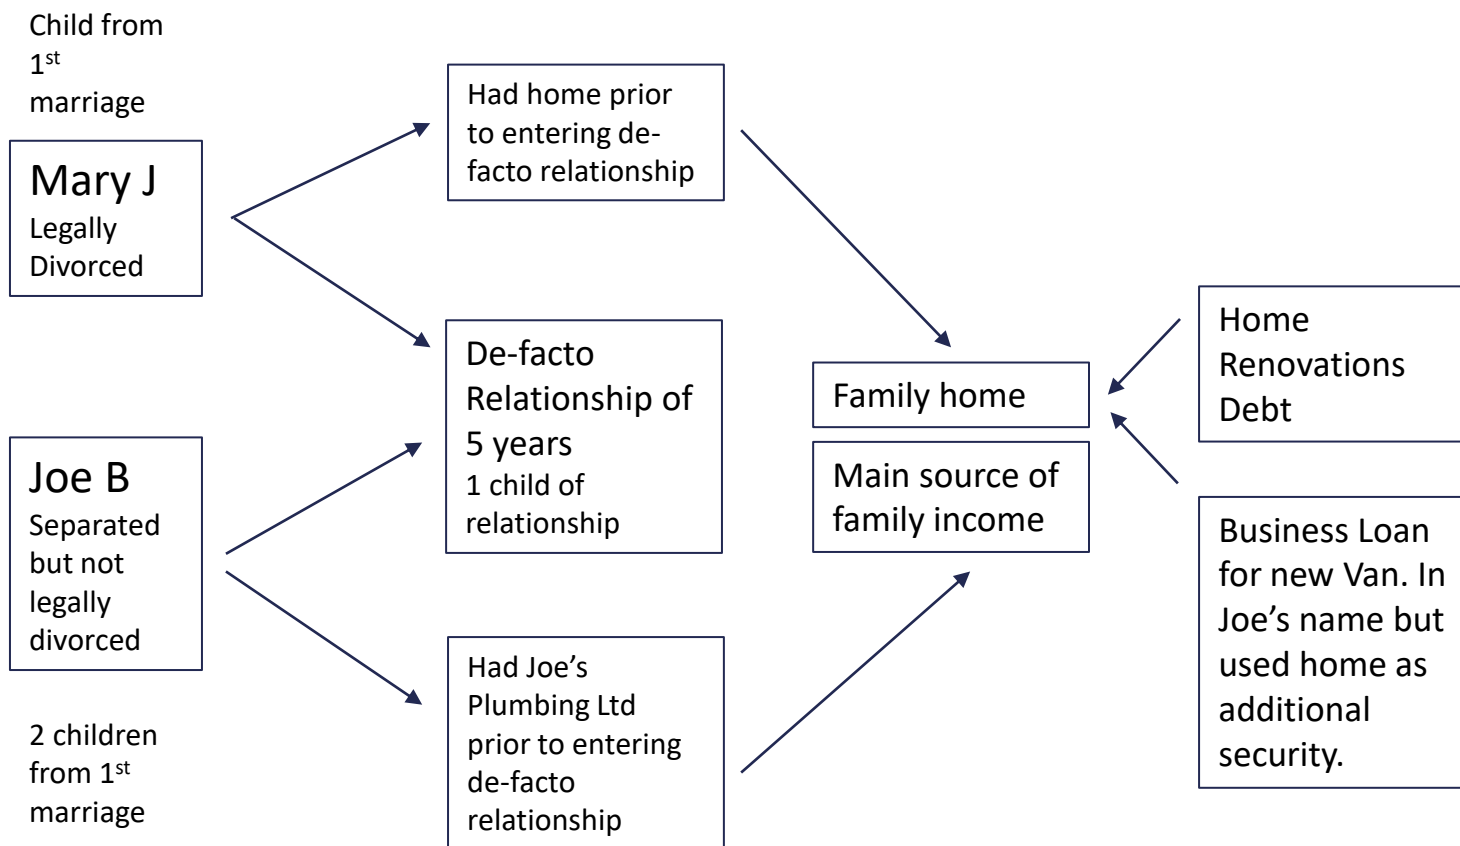 Child from
1st
marriage
Mary J
Legally
Divorced
Joe B
Separated
but not
legally
divorced
2 children
from 1st
marriage
Had home prior
to entering de-
facto relationship
De-facto
Relationship of
5 years
1 child of
relationship
Had Joe’s
Plumbing Ltd
prior to entering
de-facto
relationship
Family home
Main source of
family income
Home
Renovations
Debt
Business Loan
for new Van. In
Joe’s name but
used home as
additional
security.